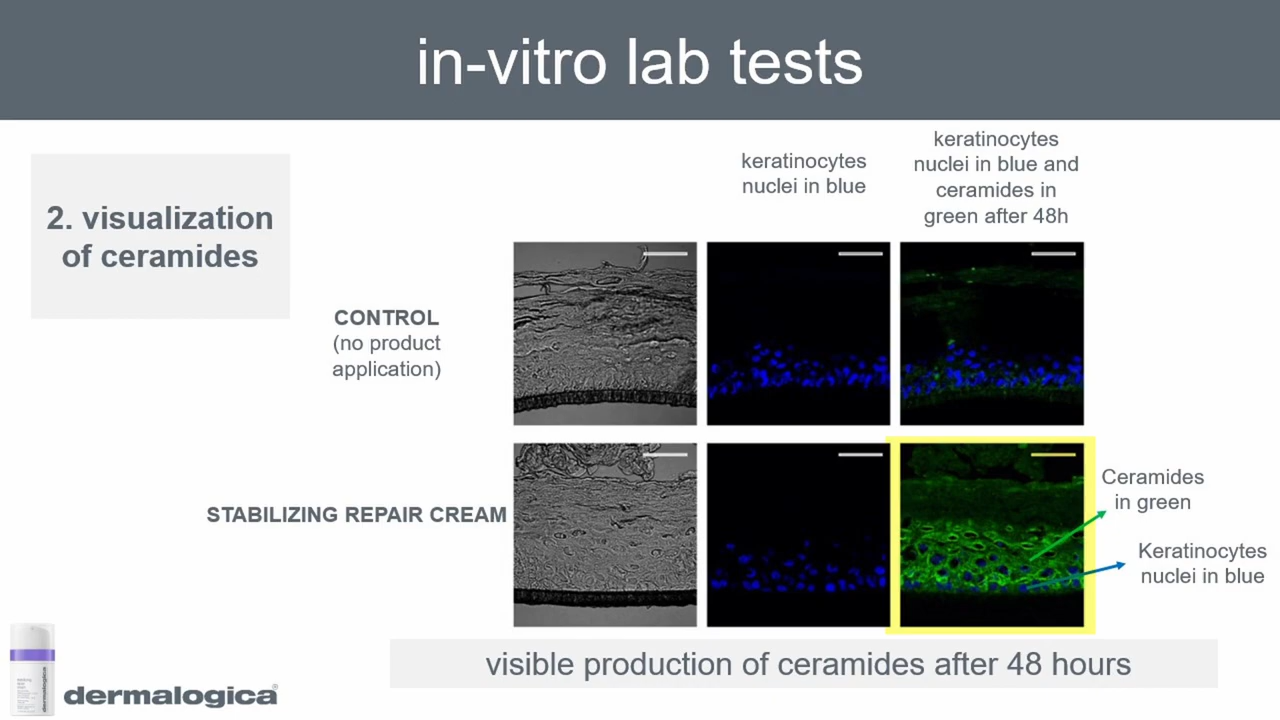 in-vitro lab tests
2. visualization
of ceramides
keratinocytes
nuclei in blue
keratinocytes
nuclei in blue and
ceramides in
green after 48h
CONTROL
(no product
application)
STABILIZING REPAIR CREAM
Ceramides
in green
Keratinocytes
nuclei in blue
visible production of ceramides after 48 hours
dermalogica®
dermalogica